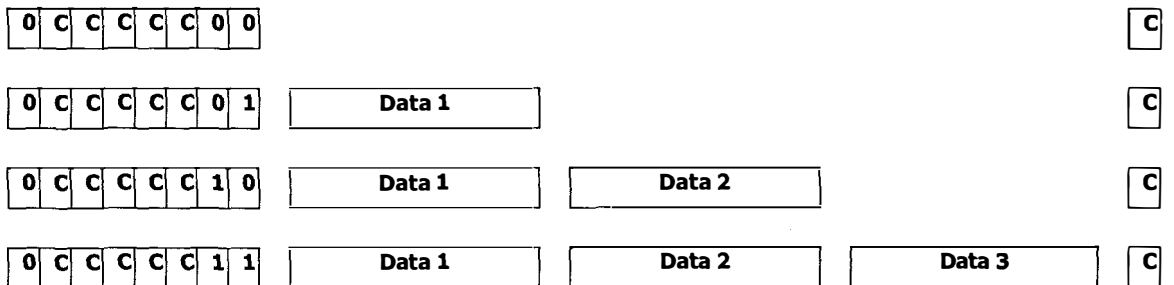 0 C C C C C 0 0 C
0 C C C C C 0 1 Data 1 C
0 C C C C C 1 0 Data 1 Data 2 C
0 C C C C C 1 1 Data 1 Data 2 Data 3 C